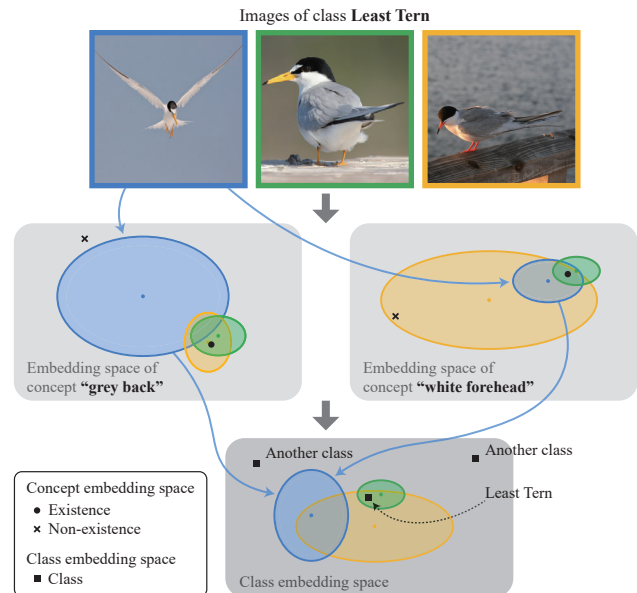 Images of class Least Tern
Embedding space of
concept “grey back”
Embedding space of
concept “white forehead”
Another class
Another class
Least Tern
Class embedding space
Concept embedding space
Existence
Non-existence
Class embedding space
Class